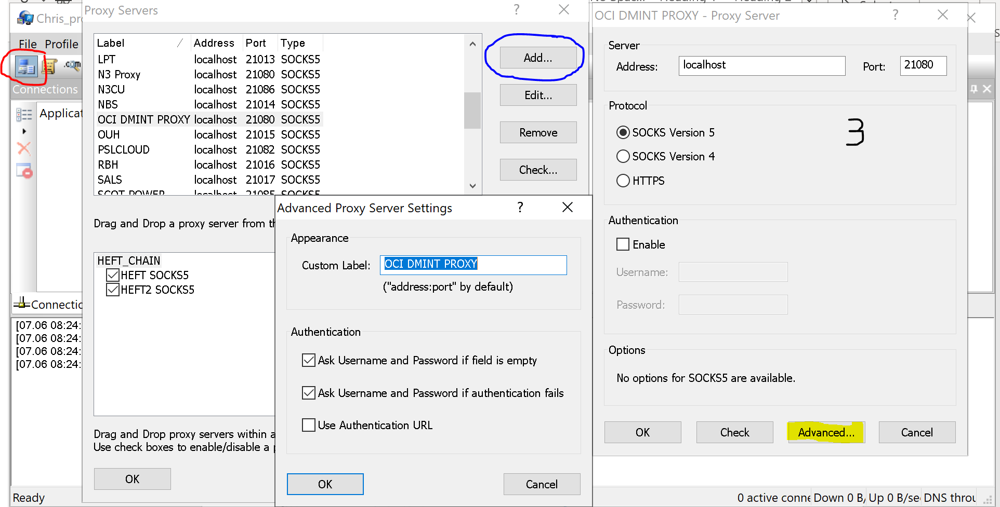 Chris_pro
File Profile
.com
Connections
Applicat
Connectic
[07.06 08:24:
[07.06 08:24:
[07.06 08:24:
[07.06 08:24:
Ready
Proxy Servers ?
Label Address Port Type
LPT localhost 21013 SOCKS5
N3 Proxy localhost 21080 SOCKS5
N3CU localhost 21086 SOCKS5
NBS localhost 21014 SOCKS5
OCI DMINT PROXY localhost 21080 SOCKS5
OUH localhost 21015 SOCKS5
PSLCLOUD localhost 21082 SOCKS5
RBH localhost 21016 SOCKS5
SALS localhost 21017 SOCKS5
SCOT POWER localhost 21085 SOCKS5
Add...
Edit...
Remove
Check...
Drag and Drop a proxy server from th
HEFT_CHAIN
HEFT SOCKS5
HEFT2 SOCKS5
Drag and Drop proxy servers within a
Use check boxes to enable/disable a p
OK
Advanced Proxy Server Settings ?
Appearance
Custom Label: OCI DMINT PROXY
("address:port" by default)
Authentication
Ask Username and Password if field is empty
Ask Username and Password if authentication fails
Use Authentication URL
OK Cancel
OCI DMINT PROXY - Proxy Server ?
Server
Address: localhost Port: 21080
Protocol
SOCKS Version 5
SOCKS Version 4
HTTPS
3
Authentication
Enable
Username:
Password:
Options
No options for SOCKS5 are available.
OK Check Advanced... Cancel
0 active conne Down 0 B/ Up 0 B/sec DNS throu